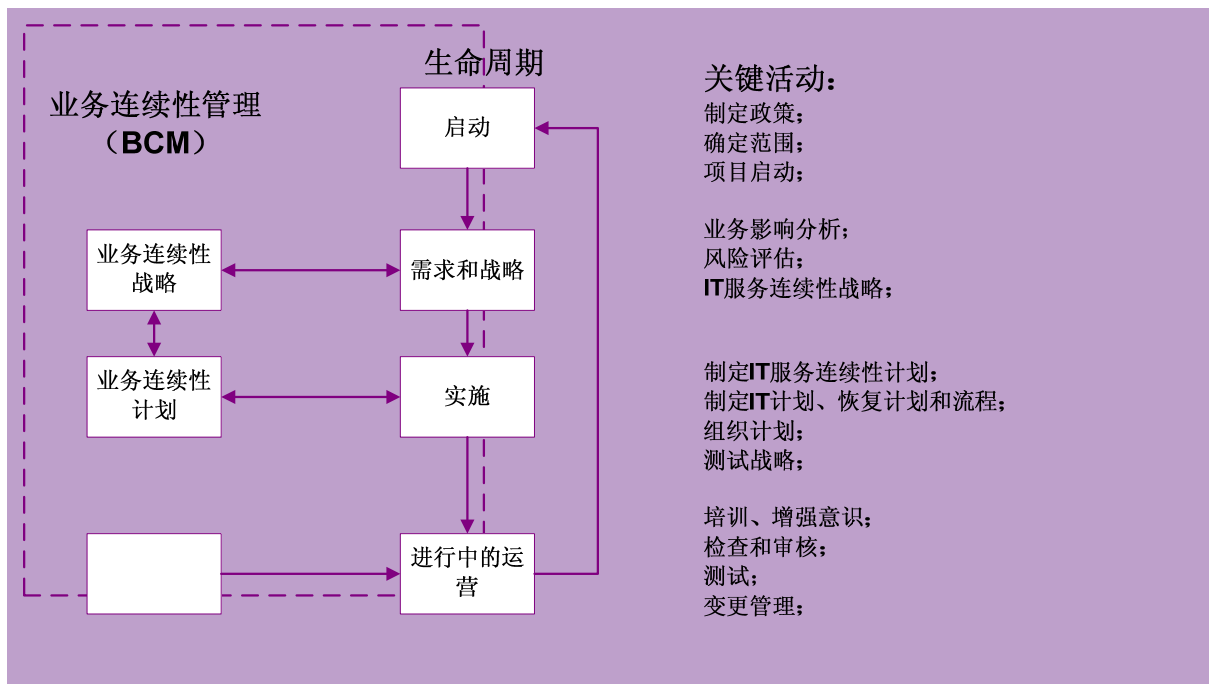 生命周期
业务连续性管理
（BCM）
启动
业务连续性
战略
需求和战略
业务连续性
计划
实施
进行中的运
营
关键活动：
制定政策；
确定范围；
项目启动；
业务影响分析；
风险评估；
IT服务连续性战略；
制定IT服务连续性计划；
制定IT计划、恢复计划和流程；
组织计划；
测试战略；
培训、增强意识；
检查和审核；
测试；
变更管理；